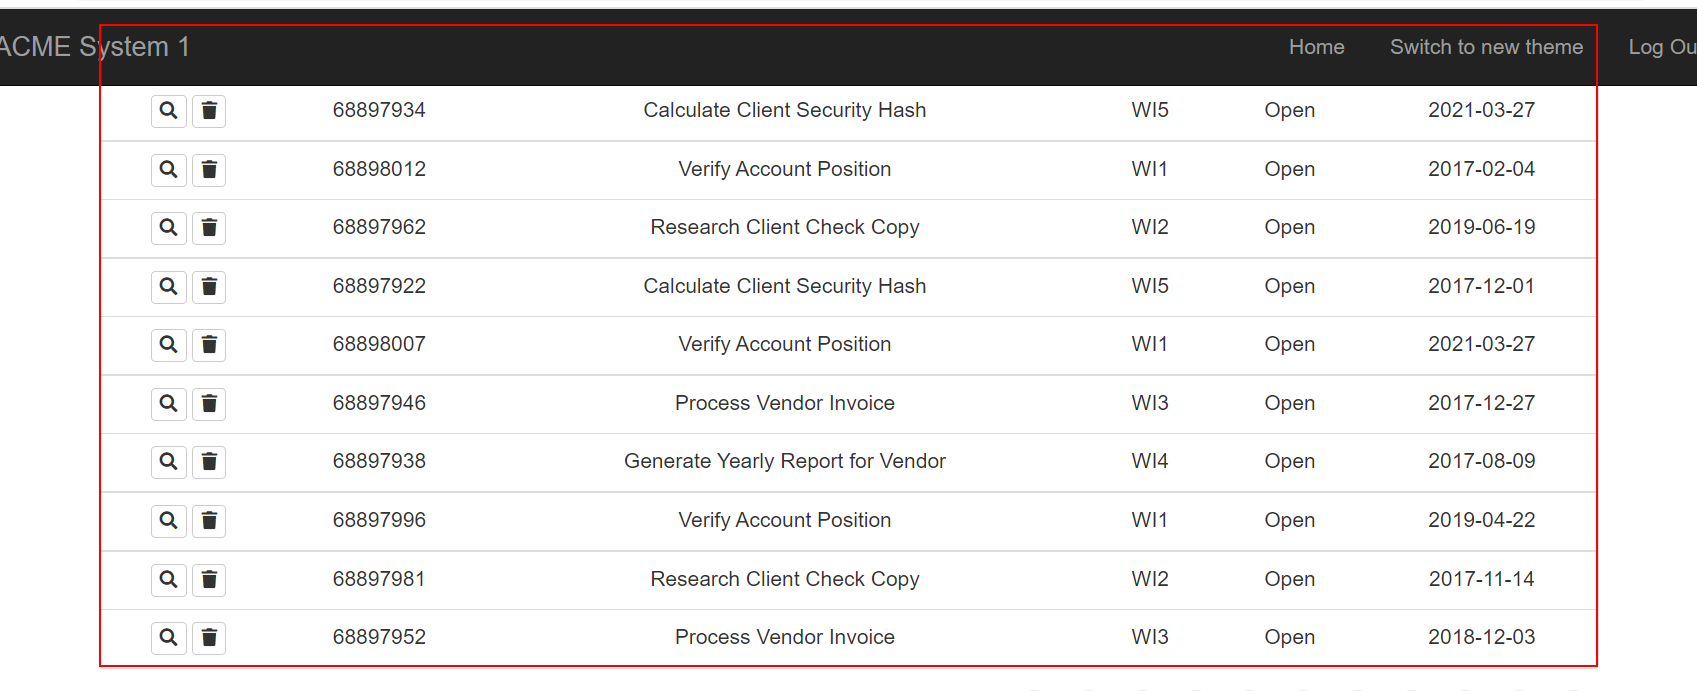 ACME System 1 Home Switch to new theme Log Ou
68897934 Calculate Client Security Hash WI5 Open 2021-03-27
68898012 Verify Account Position WI1 Open 2017-02-04
68897962 Research Client Check Copy WI2 Open 2019-06-19
68897922 Calculate Client Security Hash WI5 Open 2017-12-01
68898007 Verify Account Position WI1 Open 2021-03-27
68897946 Process Vendor Invoice WI3 Open 2017-12-27
68897938 Generate Yearly Report for Vendor WI4 Open 2017-08-09
68897996 Verify Account Position WI1 Open 2019-04-22
68897981 Research Client Check Copy WI2 Open 2017-11-14
68897952 Process Vendor Invoice WI3 Open 2018-12-03